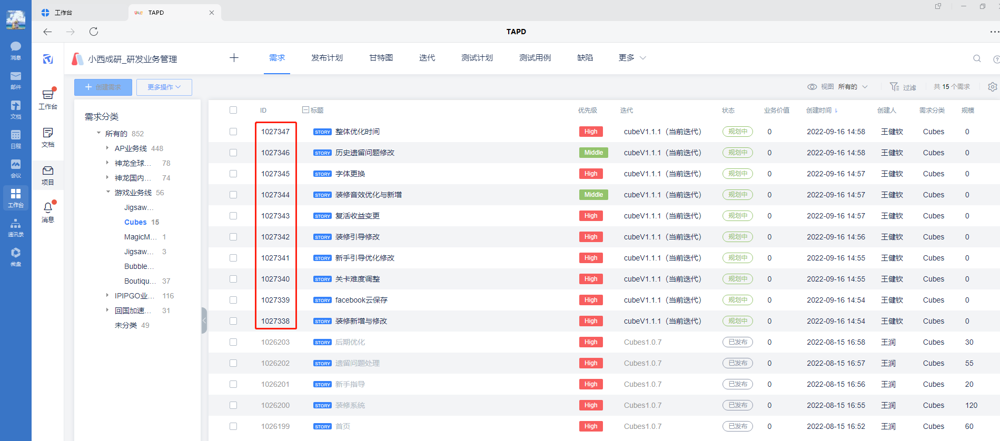 工作台
TAPD
TAPD
消息
邮件
文档
日程
会议
工作台
通讯录
微盘
工作台
文档
项目
消息
小西成研_研发业务管理
需求 发布计划 甘特图 迭代 测试计划 测试用例 缺陷 更多
创建需求 更多操作
视图 所有的 过滤 共 15 个需求
需求分类
所有的 852
AP业务线 448
神龙全球... 78
神龙国内... 74
游戏业务线 56
Jigsaw...
Cubes 15
MagicM... 1
Jigsaw... 3
Bubble...
Boutiqu... 37
IPIPGO业... 116
回国加速... 31
未分类 49
ID 标题 优先级 迭代 状态 业务价值 创建时间 ↓ 创建人 需求分类 规模
1027347 STORY 整体优化时间 High cubeV1.1.1（当前迭代） 规划中 0 2022-09-16 14:58 王健钦 Cubes 0
1027346 STORY 历史遗留问题修改 Middle cubeV1.1.1（当前迭代） 规划中 0 2022-09-16 14:58 王健钦 Cubes 0
1027345 STORY 字体更换 High cubeV1.1.1（当前迭代） 规划中 0 2022-09-16 14:57 王健钦 Cubes 0
1027344 STORY 装修音效优化与新增 Middle cubeV1.1.1（当前迭代） 规划中 0 2022-09-16 14:57 王健钦 Cubes 0
1027343 STORY 复活收益变更 High cubeV1.1.1（当前迭代） 规划中 0 2022-09-16 14:57 王健钦 Cubes 0
1027342 STORY 装修引导修改 High cubeV1.1.1（当前迭代） 规划中 0 2022-09-16 14:56 王健钦 Cubes 0
1027341 STORY 新手引导优化修改 High cubeV1.1.1（当前迭代） 规划中 0 2022-09-16 14:55 王健钦 Cubes 0
1027340 STORY 关卡难度调整 High cubeV1.1.1（当前迭代） 规划中 0 2022-09-16 14:55 王健钦 Cubes 0
1027339 STORY facebook云保存 High cubeV1.1.1（当前迭代） 规划中 0 2022-09-16 14:54 王健钦 Cubes 0
1027338 STORY 装修新增与修改 High cubeV1.1.1（当前迭代） 规划中 0 2022-09-16 14:54 王健钦 Cubes 0
1026203 STORY 后期优化 High Cubes1.0.7 已发布 0 2022-08-15 16:58 王润 Cubes 30
1026202 STORY 遗留问题处理 High Cubes1.0.7 已发布 0 2022-08-15 16:57 王润 Cubes 55
1026201 STORY 新手指导 High Cubes1.0.7 已发布 0 2022-08-15 16:56 王润 Cubes 20
1026200 STORY 装修系统 High Cubes1.0.7 已发布 0 2022-08-15 16:55 王润 Cubes 120
1026199 STORY 首页 High Cubes1.0.7 已发布 0 2022-08-15 16:52 王润 Cubes 60